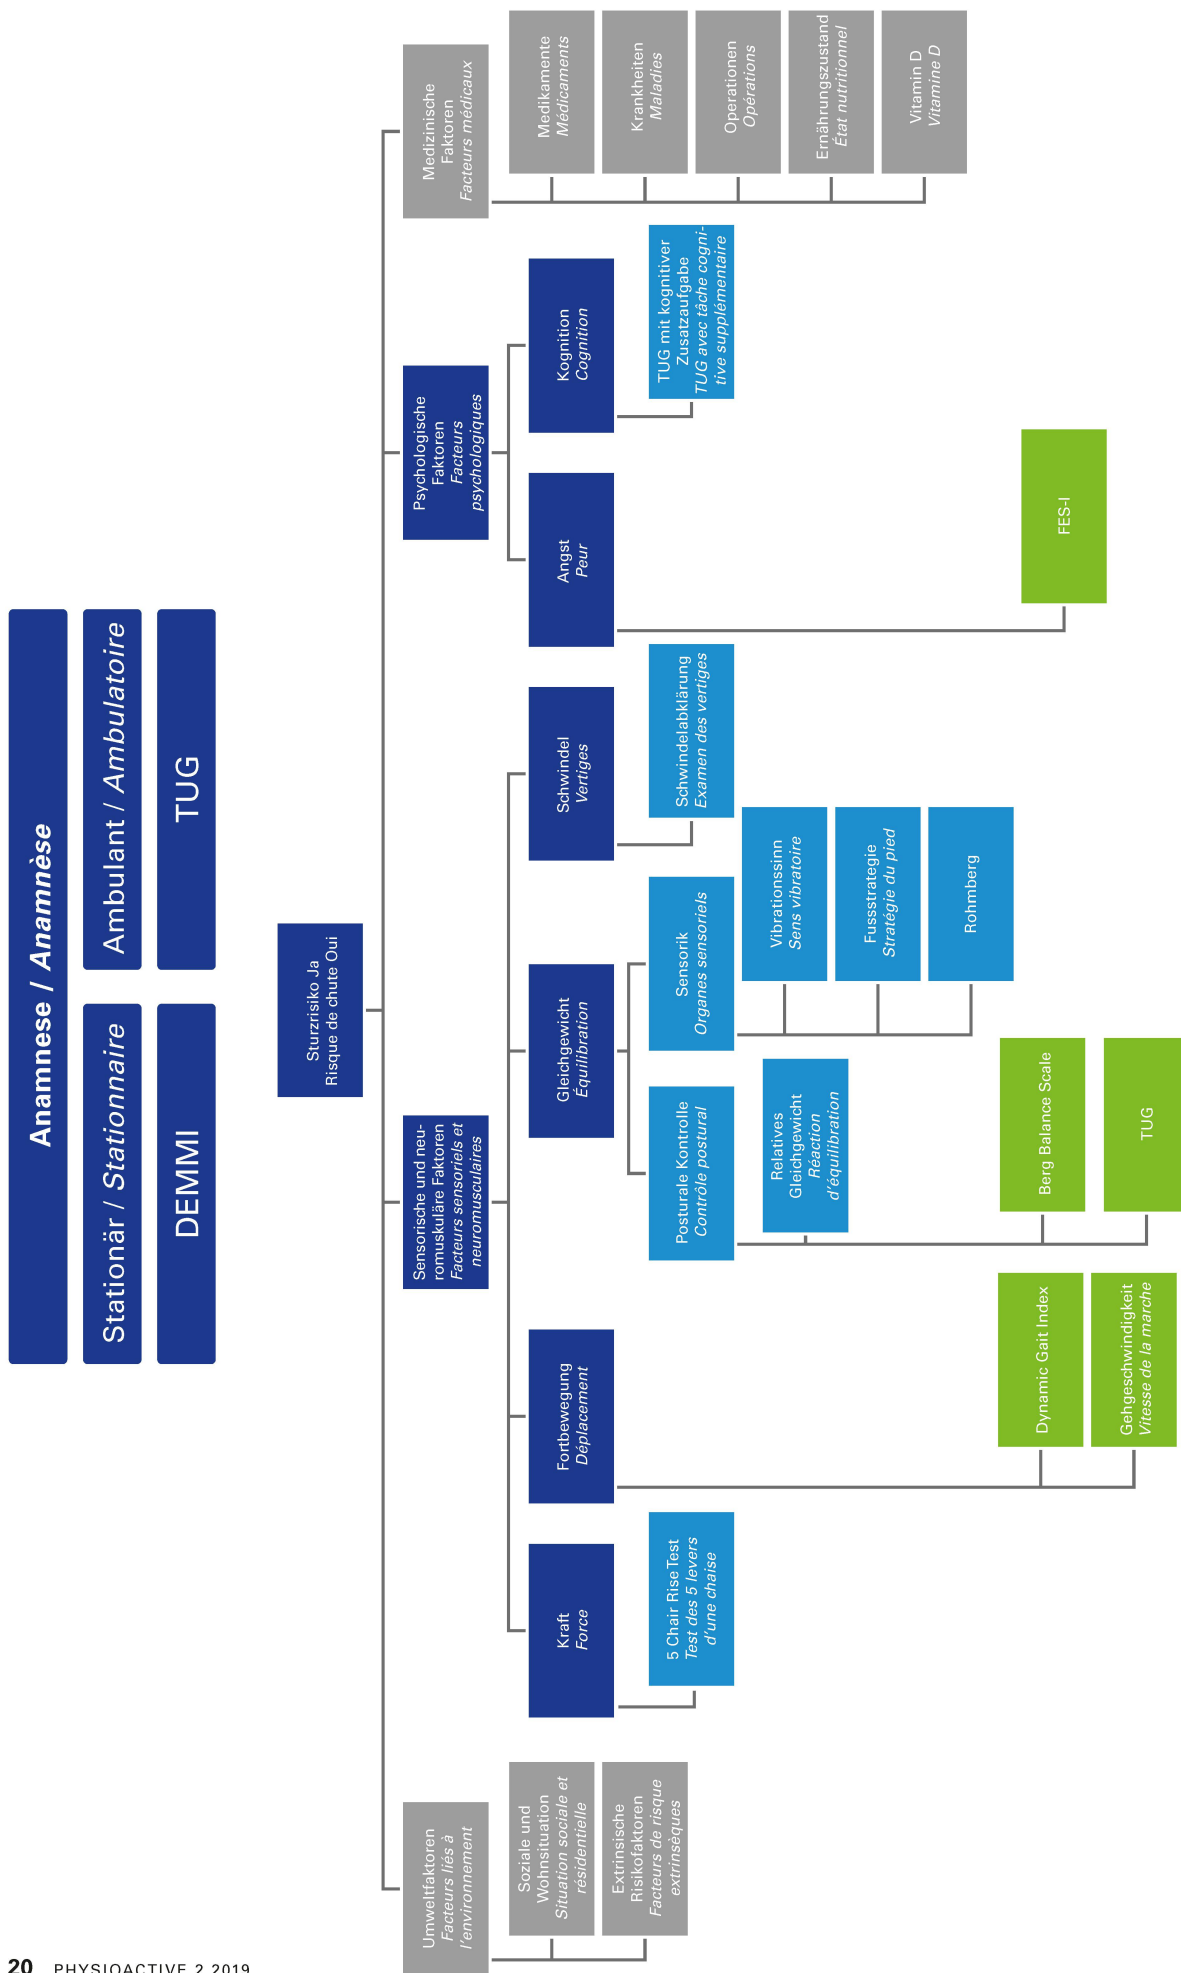 Anamnese / Anamnèse
Stationär / Stationnaire
Ambulant / Ambulatoire
DEMMI
TUG
Sturzrisiko Ja
Risque de chute Oui
Umweltfaktoren
Facteurs liés à
l'environnement
Soziale und
Wohnsituation
Situation sociale et
résidentielle
Extrinsische
Risikofaktoren
Facteurs de risque
extrinsèques
Sensorische und neu-
romuskuläre Faktoren
Facteurs sensoriels et
neuromusculaires
Kraft
Force
5 Chair Rise Test
Test des 5 levers
d'une chaise
Fortbewegung
Déplacement
Dynamic Gait Index
Gehgeschwindigkeit
Vitesse de la marche
Gleichgewicht
Équilibration
Posturale Kontrolle
Contrôle postural
Relatives
Gleichgewicht
Réaction
d'équilibration
Berg Balance Scale
TUG
Sensorik
Organes sensoriels
Vibrationssinn
Sens vibratoire
Fussstrategie
Stratégie du pied
Rohmberg
Schwindel
Vertiges
Schwindelabklärung
Examen des vertiges
Psychologische
Faktoren
Facteurs
psychologiques
Angst
Peur
FES-I
Kognition
Cognition
TUG mit kognitiver
Zusatzaufgabe
TUG avec tâche cogni-
tive supplémentaire
Medizinische
Faktoren
Facteurs médicaux
Medikamente
Médicaments
Krankheiten
Maladies
Operationen
Opérations
Ernährungszustand
État nutritionnel
Vitamin D
Vitamine D
20 PHYSIOACTIVE 2.2019